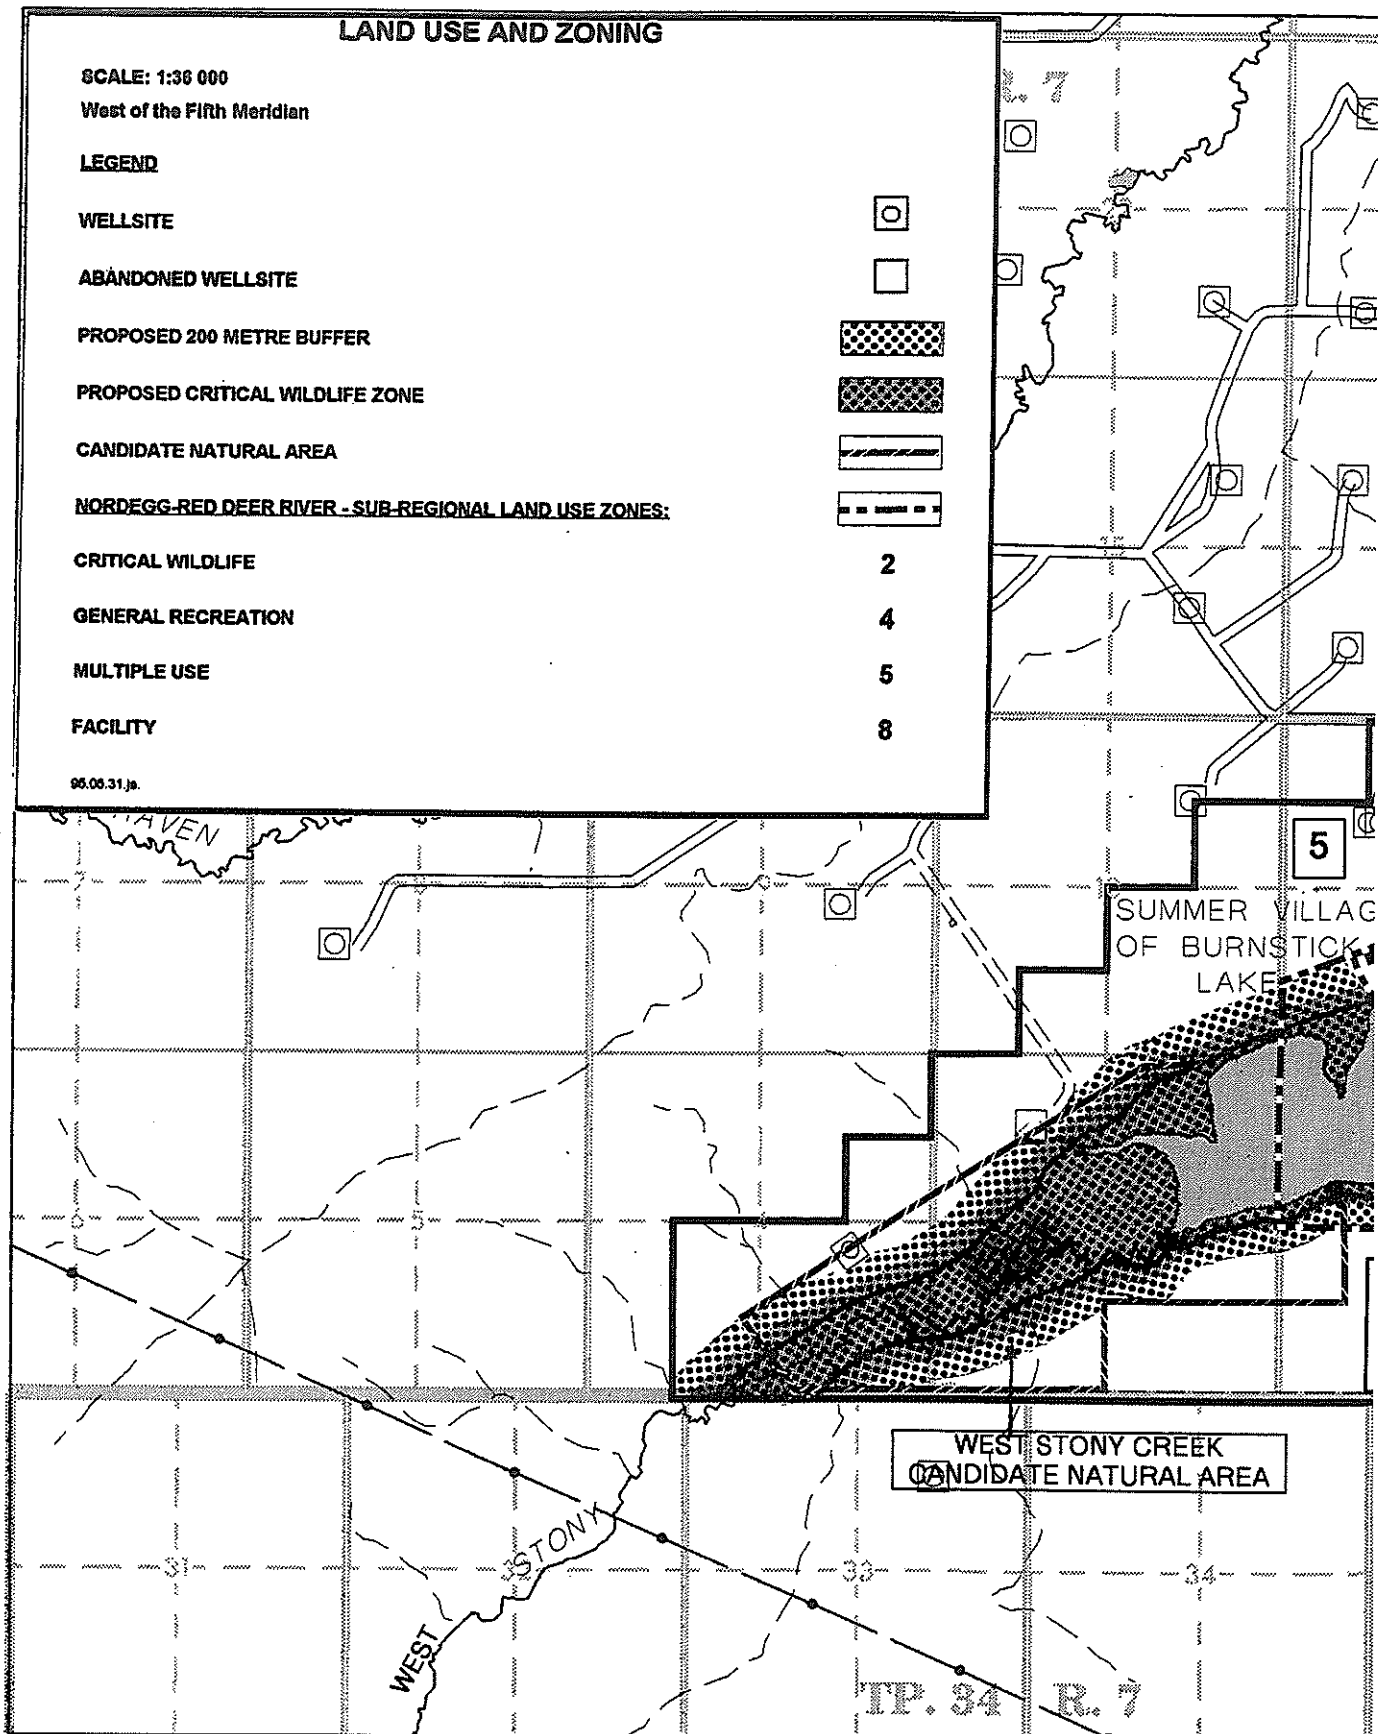 LAND USE AND ZONING
SCALE: 1:36 000
West of the Fifth Meridian
LEGEND
WELLSITE
ABANDONED WELLSITE
PROPOSED 200 METRE BUFFER
PROPOSED CRITICAL WILDLIFE ZONE
CANDIDATE NATURAL AREA
NORDEGG-RED DEER RIVER - SUB-REGIONAL LAND USE ZONES:
CRITICAL WILDLIFE 2
GENERAL RECREATION 4
MULTIPLE USE 5
FACILITY 8
R. 7
HAVEN
5
SUMMER VILLAG
OF BURNSTICK
LAKE
WEST STONY CREEK
CANDIDATE NATURAL AREA
WEST STONY
31
33
34
TP. 34 R. 7